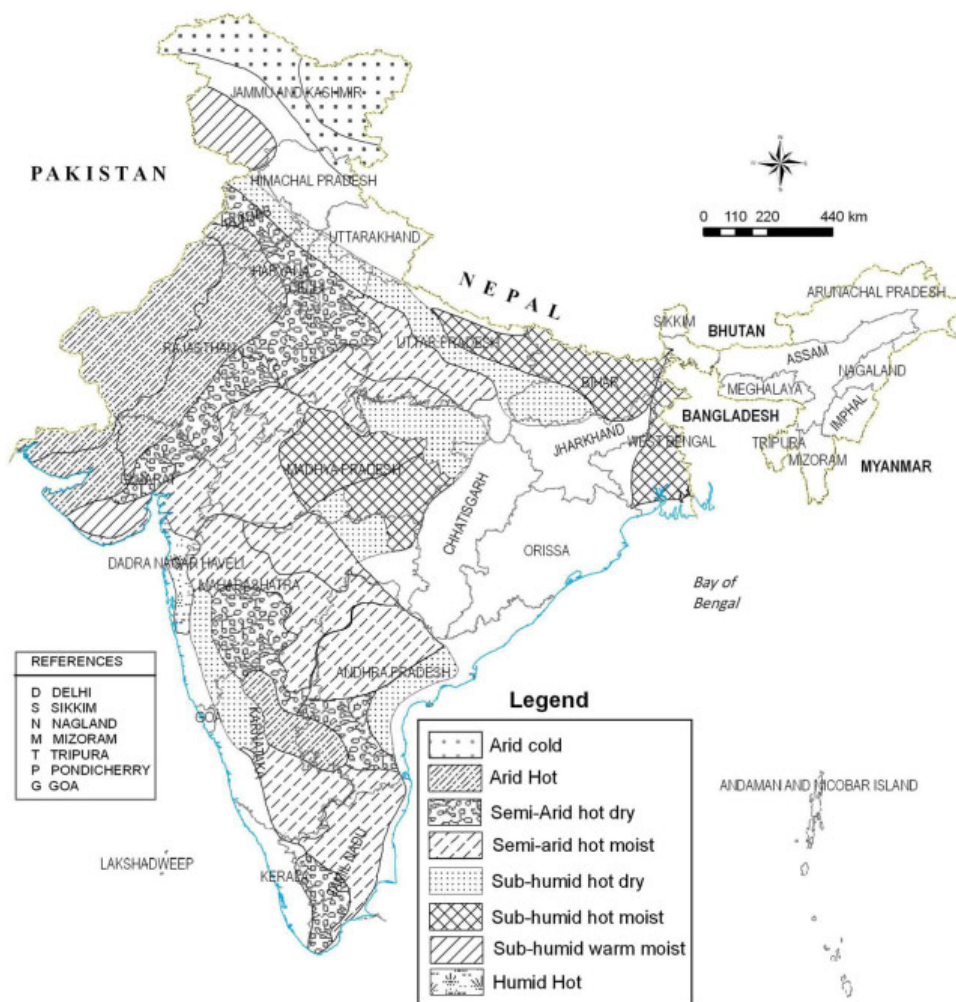 JAMMU AND KASHMIR
PAKISTAN
HIMACHAL PRADESH
0 110 220 440 km
UTTARAKHAND
HARYANA
NEPAL
ARUNACHAL PRADESH
SIKKIM
BHUTAN
RAJASTHAN
UTTAR PRADESH
ASSAM
NAGALAND
BIHAR
MEGHALAYA
BANGLADESH
IMPHAL
JHARKHAND
WEST BENGAL
TRIPURA
MIZORAM
MYANMAR
MADHYA PRADESH
GUJARAT
CHHATISGARH
ORISSA
DADRA NAGAR HAVELI
MAHARASHTRA
Bay of
Bengal
ANDHRA PRADESH
GOA
KARNATAKA
REFERENCES
D DELHI
S SIKKIM
N NAGLAND
M MIZORAM
T TRIPURA
P PONDICHERRY
G GOA
LAKSHADWEEP
KERALA
TAMIL NADU
ANDAMAN AND NICOBAR ISLAND
Legend
Arid cold
Arid Hot
Semi-Arid hot dry
Semi-arid hot moist
Sub-humid hot dry
Sub-humid hot moist
Sub-humid warm moist
Humid Hot